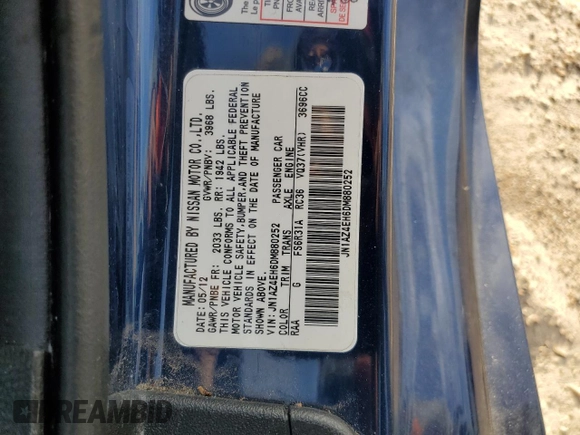 MANUFACTURED BY NISSAN MOTOR CO.,LTD.
DATE: 05/12 GVWR/PNBV: 3968 LBS.
GAWR/PNBE FR: 2033 LBS. RR: 1942 LBS.
THIS VEHICLE CONFORMS TO ALL APPLICABLE FEDERAL
MOTOR VEHICLE SAFETY,BUMPER,AND THEFT PREVENTION
STANDARDS IN EFFECT ON THE DATE OF MANUFACTURE
SHOWN ABOVE.
VIN: JN1AZ4EH6DM880252 PASSENGER CAR
COLOR TRIM TRANS AXLE ENGINE
RAA G FS6R31A RC36 VQ37(VHR) 3696CC
JN1AZ4EH6DM880252
The
Le p
DREAMBID